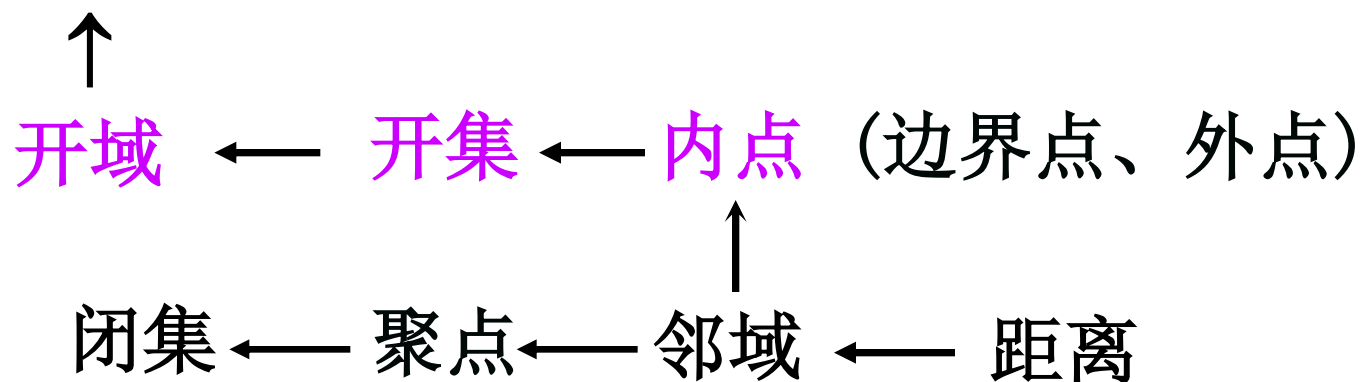 开域 ← 开集 ← 内点（边界点、外点）
闭集 ← 聚点 ← 邻域 ← 距离